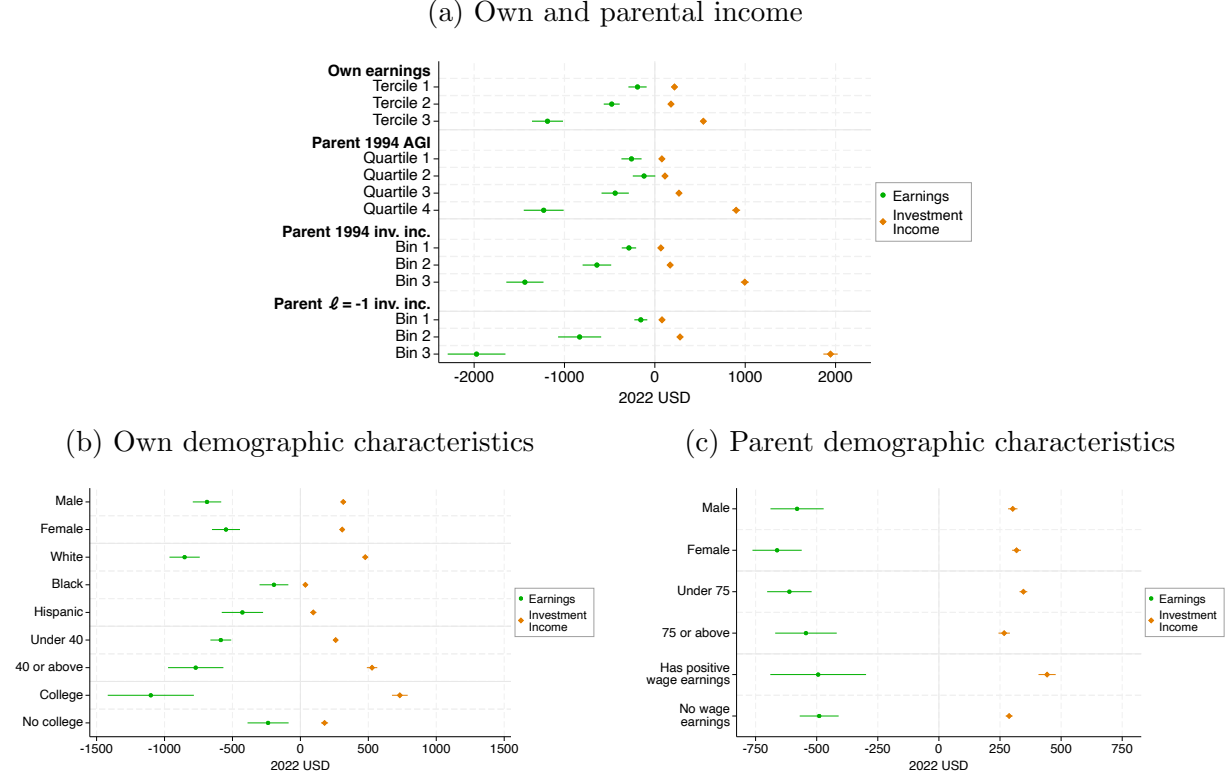 (a) Own and parental income
Own earnings
Tercile 1
Tercile 2
Tercile 3
Parent 1994 AGI
Quartile 1
Quartile 2
Quartile 3
Quartile 4
Parent 1994 inv. inc.
Bin 1
Bin 2
Bin 3
Parent ℓ = -1 inv. inc.
Bin 1
Bin 2
Bin 3
-2000 -1000 0 1000 2000
2022 USD
Earnings
Investment
Income
(b) Own demographic characteristics
Male
Female
White
Black
Hispanic
Under 40
40 or above
College
No college
-1500 -1000 -500 0 500 1000 1500
2022 USD
Earnings
Investment
Income
(c) Parent demographic characteristics
Male
Female
Under 75
75 or above
Has positive
wage earnings
No wage
earnings
-750 -500 -250 0 250 500 750
2022 USD
Earnings
Investment
Income